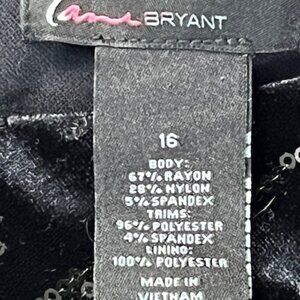 Lane BRYANT
16
BODY:
67% RAYON
28% NYLON
5% SPANDEX
TRIMS:
96% POLYESTER
4% SPANDEX
LINING:
100% POLYESTER
MADE IN
VIETNAM